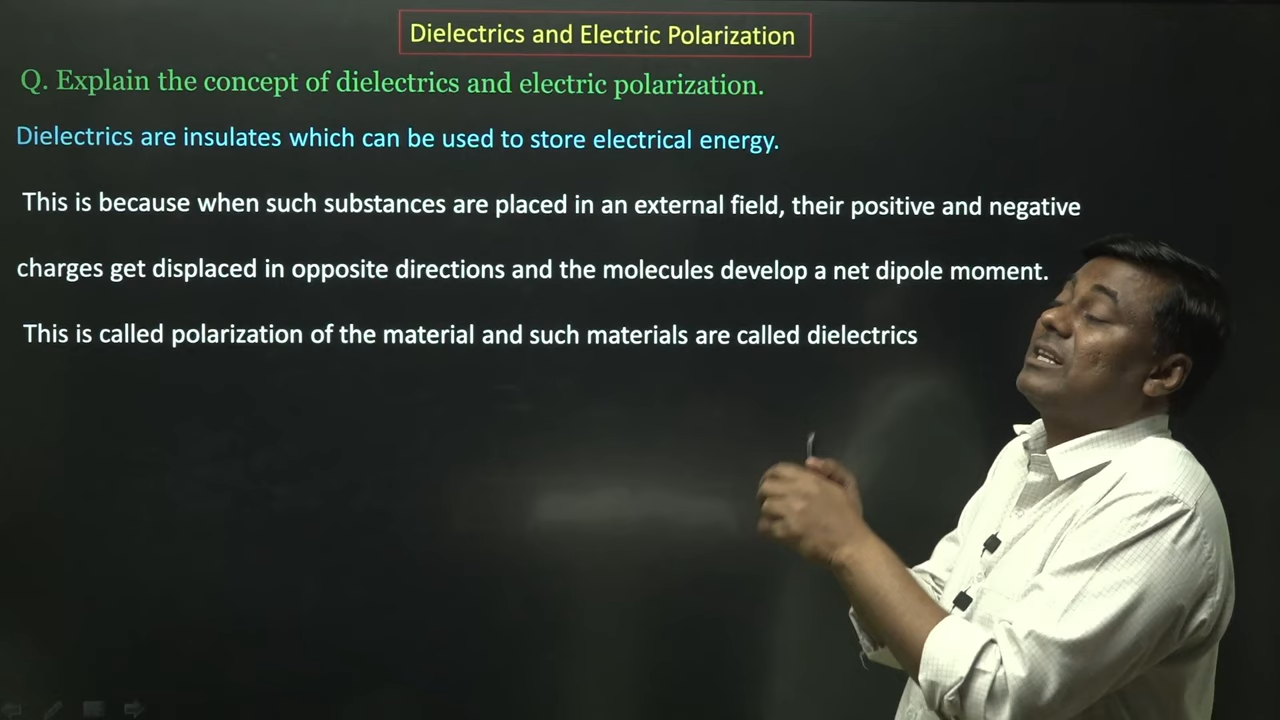 Dielectrics and Electric Polarization
Q. Explain the concept of dielectrics and electric polarization.
Dielectrics are insulates which can be used to store electrical energy.
This is because when such substances are placed in an external field, their positive and negative
charges get displaced in opposite directions and the molecules develop a net dipole moment.
This is called polarization of the material and such materials are called dielectrics